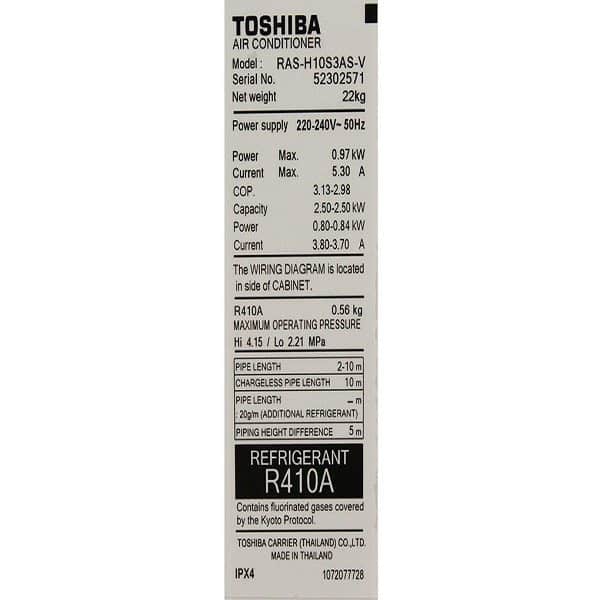 TOSHIBA
AIR CONDITIONER
Model : RAS-H10S3AS-V
Serial No. 52302571
Net weight 22kg
Power supply 220-240V~ 50Hz
Power Max. 0.97 kW
Current Max. 5.30 A
COP. 3.13-2.98
Capacity 2.50-2.50 kW
Power 0.80-0.84 kW
Current 3.80-3.70 A
The WIRING DIAGRAM is located
in side of CABINET.
R410A 0.56 kg
MAXIMUM OPERATING PRESSURE
Hi 4.15 / Lo 2.21 MPa
PIPE LENGTH 2-10 m
CHARGELESS PIPE LENGTH 10 m
PIPE LENGTH – m
: 20g/m (ADDITIONAL REFRIGERANT)
PIPING HEIGHT DIFFERENCE 5 m
REFRIGERANT
R410A
Contains fluorinated gases covered
by the Kyoto Protocol.
TOSHIBA CARRIER (THAILAND) CO.,LTD.
MADE IN THAILAND
IPX4 1072077728